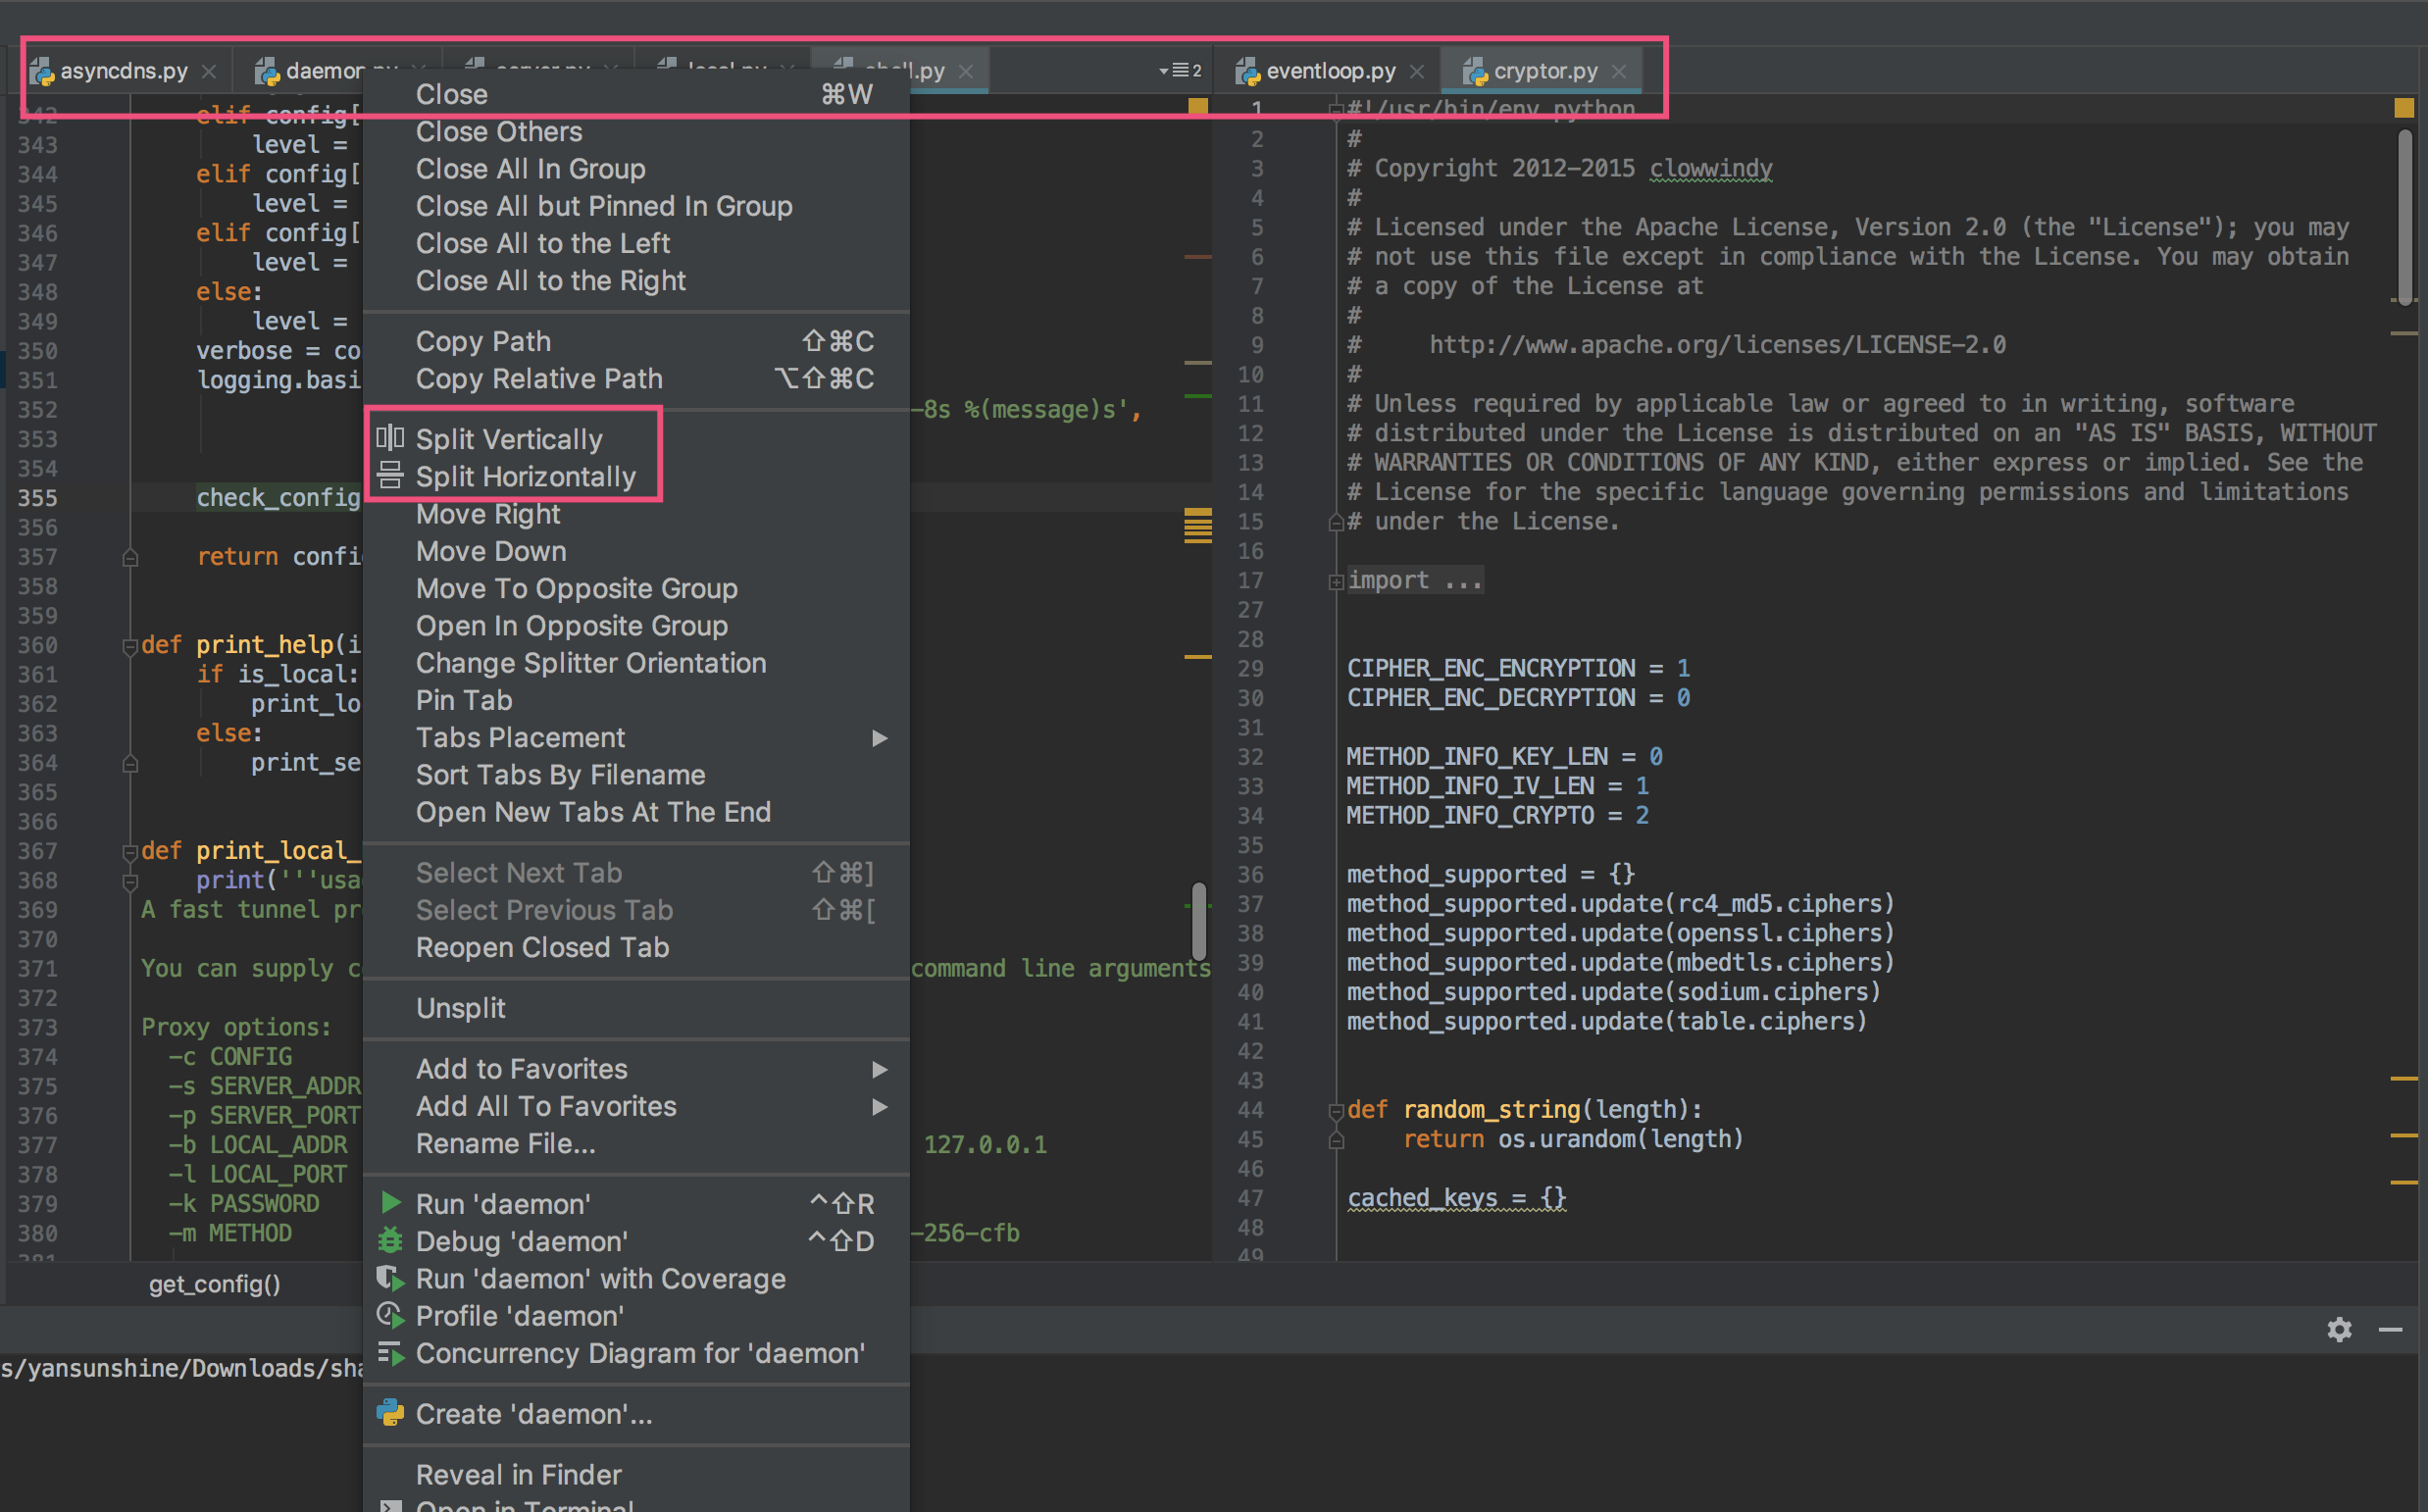 asyncdns.py
daemon.py
server.py
local.py
shell.py
2
eventloop.py
cryptor.py
342 elif config[
343 level =
344 elif config[
345 level =
346 elif config[
347 level =
348 else:
349 level =
350 verbose = co
351 logging.basi
352 -8s %(message)s',
353
354
355 check_config
356
357 return confi
358
359
360 def print_help(i
361 if is_local:
362 print_lo
363 else:
364 print_se
365
366
367 def print_local_
368 print('''usa
369 A fast tunnel pr
370
371 You can supply c command line arguments
372
373 Proxy options:
374 -c CONFIG
375 -s SERVER_ADDR
376 -p SERVER_PORT
377 -b LOCAL_ADDR 127.0.0.1
378 -l LOCAL_PORT
379 -k PASSWORD
380 -m METHOD -256-cfb
381
get_config()
s/yansunshine/Downloads/sha
Close ⌘W
Close Others
Close All In Group
Close All but Pinned In Group
Close All to the Left
Close All to the Right
Copy Path ⇧⌘C
Copy Relative Path ⌥⇧⌘C
Split Vertically
Split Horizontally
Move Right
Move Down
Move To Opposite Group
Open In Opposite Group
Change Splitter Orientation
Pin Tab
Tabs Placement
Sort Tabs By Filename
Open New Tabs At The End
Select Next Tab ⇧⌘]
Select Previous Tab ⇧⌘[
Reopen Closed Tab
Unsplit
Add to Favorites
Add All To Favorites
Rename File...
Run 'daemon' ^⇧R
Debug 'daemon' ^⇧D
Run 'daemon' with Coverage
Profile 'daemon'
Concurrency Diagram for 'daemon'
Create 'daemon'...
Reveal in Finder
Open in Terminal
1 #!/usr/bin/env python
2 #
3 # Copyright 2012-2015 clowwindy
4 #
5 # Licensed under the Apache License, Version 2.0 (the "License"); you may
6 # not use this file except in compliance with the License. You may obtain
7 # a copy of the License at
8 #
9 # http://www.apache.org/licenses/LICENSE-2.0
10 #
11 # Unless required by applicable law or agreed to in writing, software
12 # distributed under the License is distributed on an "AS IS" BASIS, WITHOUT
13 # WARRANTIES OR CONDITIONS OF ANY KIND, either express or implied. See the
14 # License for the specific language governing permissions and limitations
15 # under the License.
16
17 import ...
27
28
29 CIPHER_ENC_ENCRYPTION = 1
30 CIPHER_ENC_DECRYPTION = 0
31
32 METHOD_INFO_KEY_LEN = 0
33 METHOD_INFO_IV_LEN = 1
34 METHOD_INFO_CRYPTO = 2
35
36 method_supported = {}
37 method_supported.update(rc4_md5.ciphers)
38 method_supported.update(openssl.ciphers)
39 method_supported.update(mbedtls.ciphers)
40 method_supported.update(sodium.ciphers)
41 method_supported.update(table.ciphers)
42
43
44 def random_string(length):
45 return os.urandom(length)
46
47 cached_keys = {}
48
49